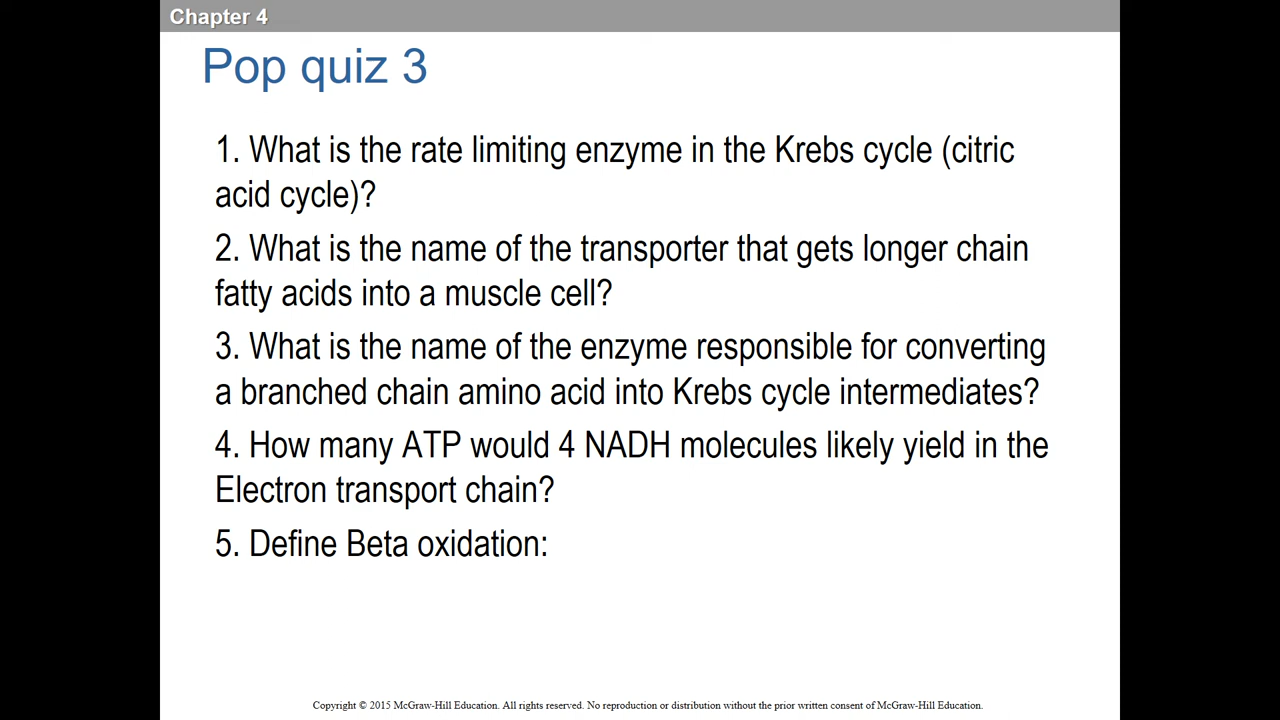 Chapter 4
Pop quiz 3
1. What is the rate limiting enzyme in the Krebs cycle (citric
acid cycle)?
2. What is the name of the transporter that gets longer chain
fatty acids into a muscle cell?
3. What is the name of the enzyme responsible for converting
a branched chain amino acid into Krebs cycle intermediates?
4. How many ATP would 4 NADH molecules likely yield in the
Electron transport chain?
5. Define Beta oxidation:
Copyright © 2015 McGraw-Hill Education. All rights reserved. No reproduction or distribution without the prior written consent of McGraw-Hill Education.